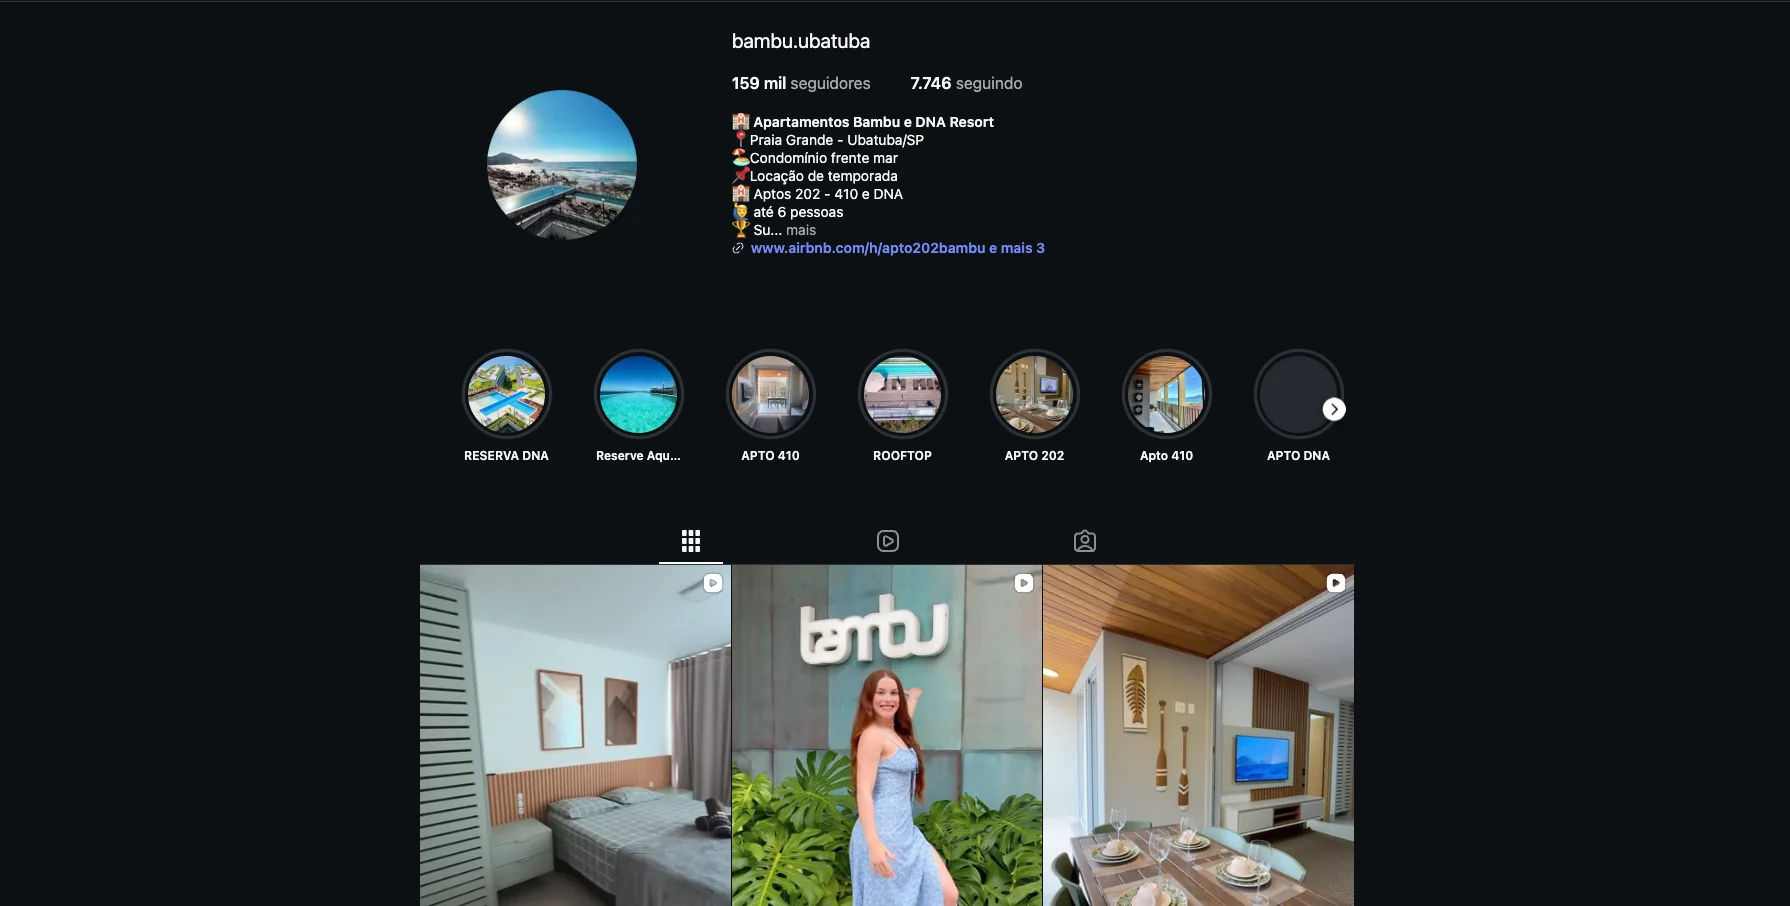 bambu.ubatuba
159 mil seguidores 7.746 seguindo
Apartamentos Bambu e DNA Resort
Praia Grande - Ubatuba/SP
Condomínio frente mar
Locação de temporada
Aptos 202 - 410 e DNA
até 6 pessoas
Su... mais
www.airbnb.com/h/apto202bambu e mais 3
RESERVA DNA
Reserve Aqu...
APTO 410
ROOFTOP
APTO 202
Apto 410
APTO DNA
bambu